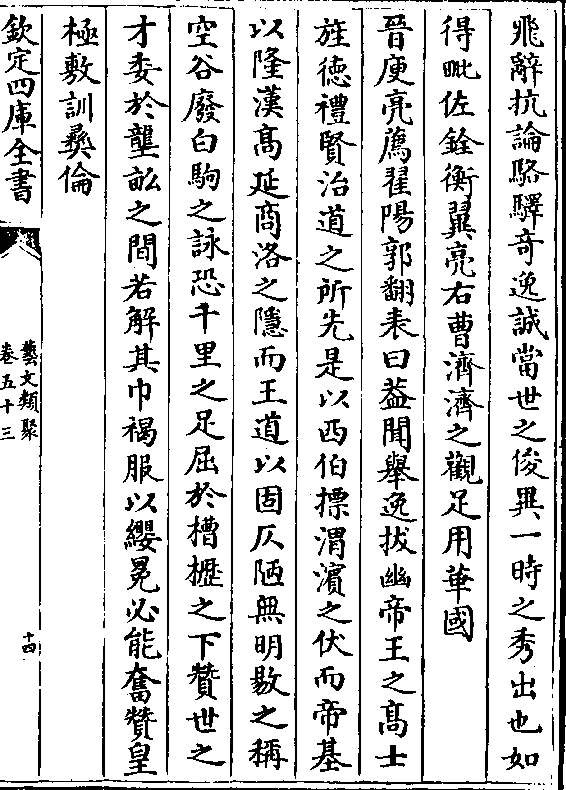 飛辭抗論駱驛奇逸誠當世之俊異一時之秀出也如
得毗佐銓衡翼亮右曹濟濟之觀足用華國
晉庾亮薦翟陽郭翻表曰葢聞舉逸拔幽帝王之髙士
旌徳禮賢治道之所先是以西伯摽渭濱之伏而帝基
以隆漢髙延商洛之隱而王道以固仄陋無明敭之稱
空谷廢白駒之詠恐千里之足屈於槽櫪之下贊世之
才委於壟畝之間若解其巾褐服以纓冕必能奮贊皇
極敷訓彛倫
欽定四庫全書
藝文類聚
卷五十三
十四